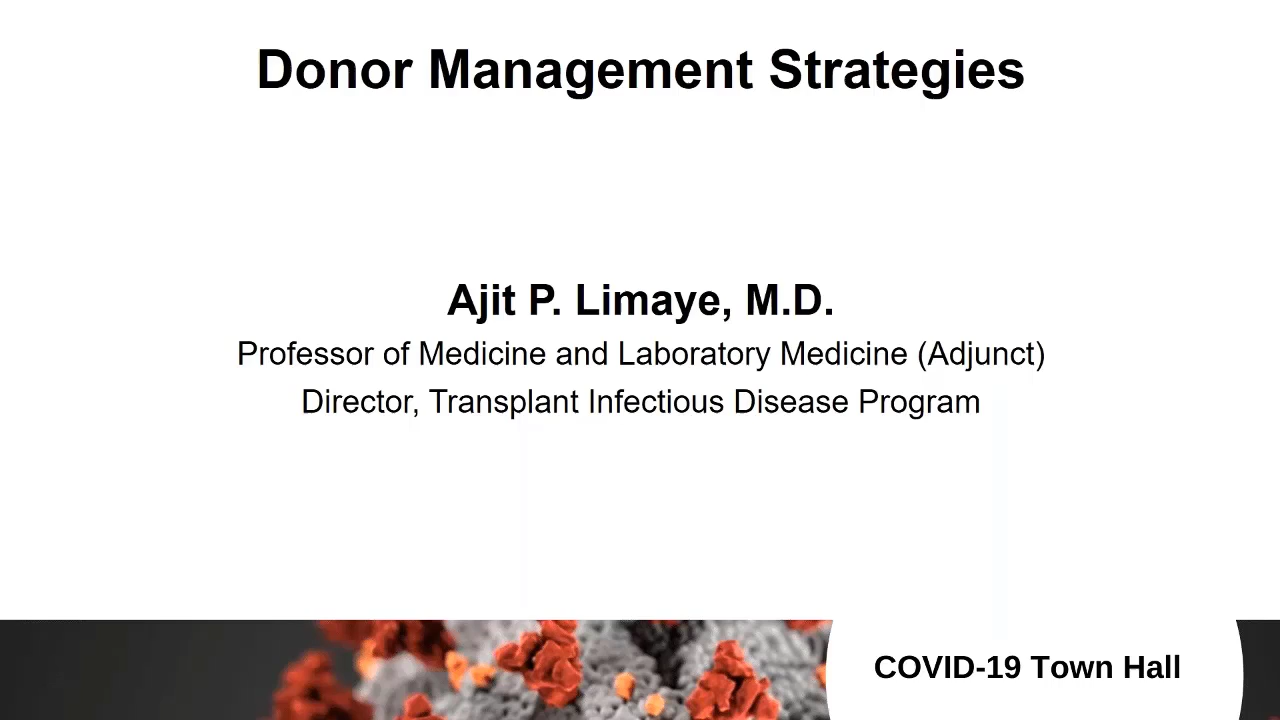 Donor Management Strategies
Ajit P. Limaye, M.D.
Professor of Medicine and Laboratory Medicine (Adjunct)
Director, Transplant Infectious Disease Program
COVID-19 Town Hall